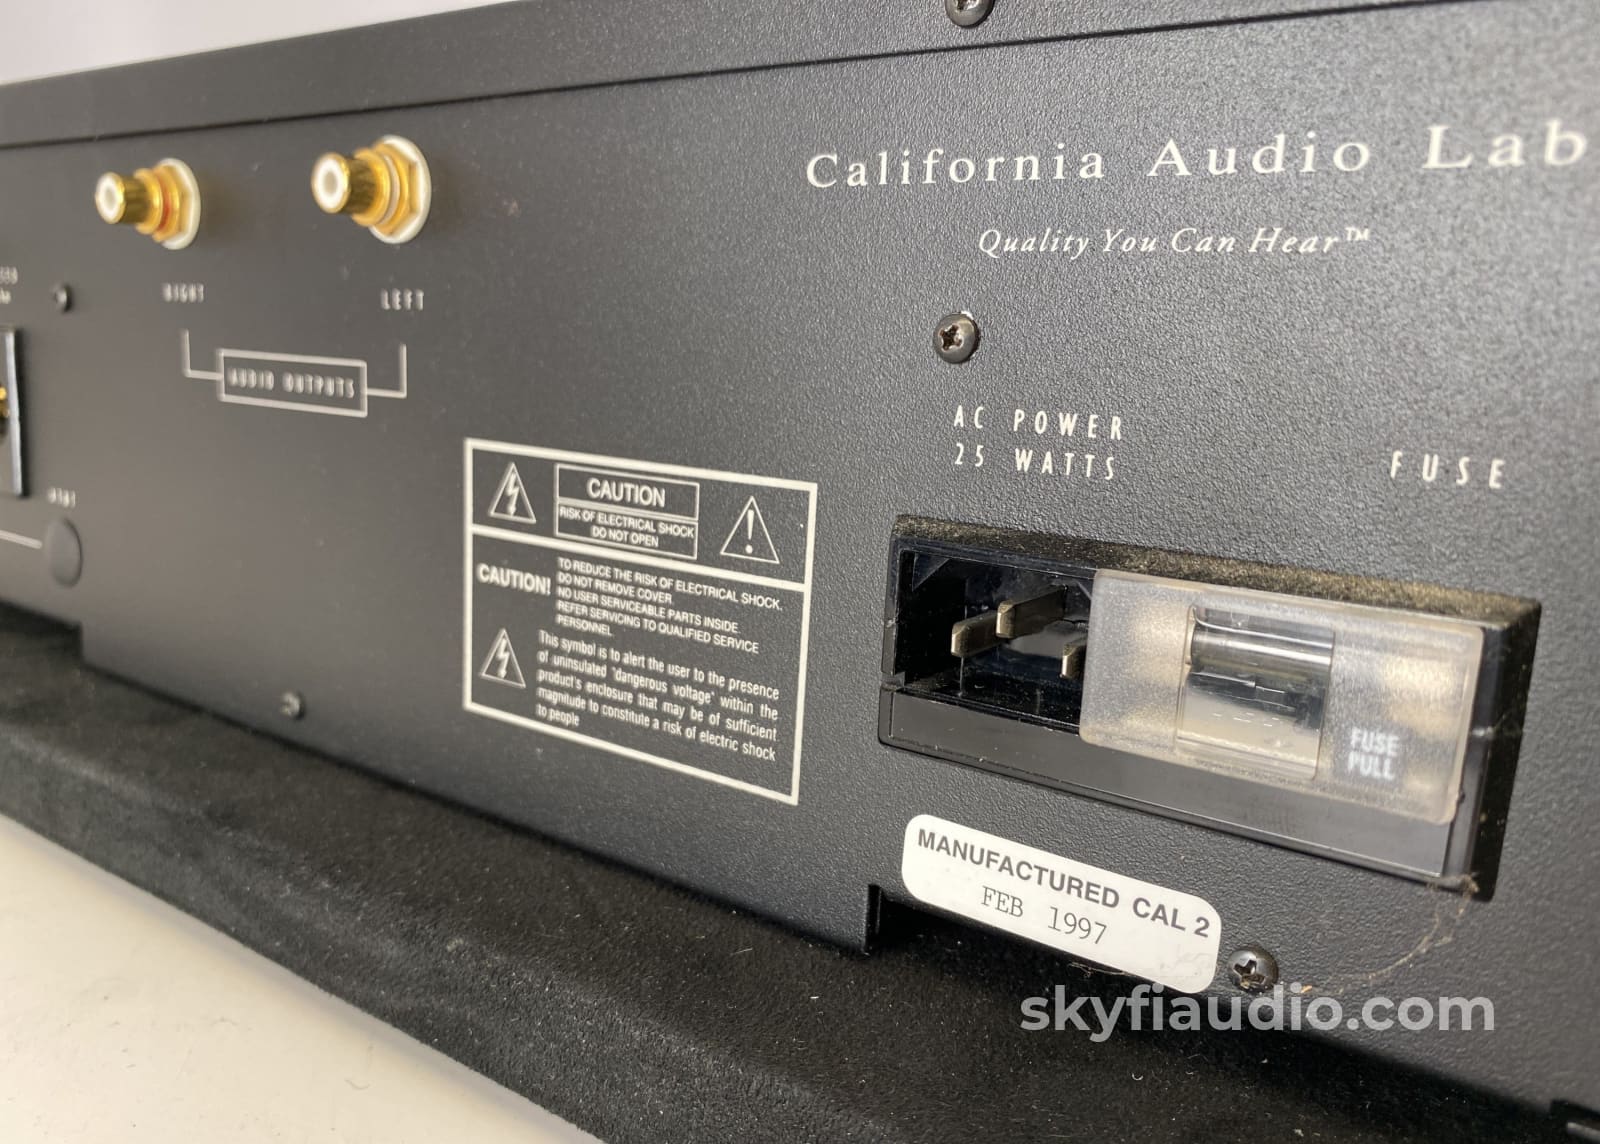 California Audio Lab
Quality You Can Hear™
RIGHT
LEFT
AUDIO OUTPUTS
AC POWER
25 WATTS
FUSE
CAUTION
RISK OF ELECTRICAL SHOCK
DO NOT OPEN
CAUTION!
TO REDUCE THE RISK OF ELECTRICAL SHOCK.
DO NOT REMOVE COVER.
NO USER SERVICEABLE PARTS INSIDE.
REFER SERVICING TO QUALIFIED SERVICE
PERSONNEL.
This symbol is to alert the user to the presence
of uninsulated "dangerous voltage" within the
product's enclosure that may be of sufficient
magnitude to constitute a risk of electric shock
to people
FUSE
PULL
MANUFACTURED CAL 2
FEB 1997
skyfiaudio.com